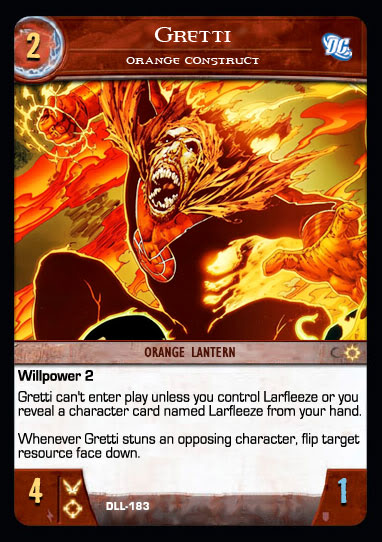 2
GRETTI
ORANGE CONSTRUCT
DC
ORANGE LANTERN
Willpower 2
Gretti can't enter play unless you control Larfleeze or you
reveal a character card named Larfleeze from your hand.
Whenever Gretti stuns an opposing character, flip target
resource face down.
4
DLL-183
1